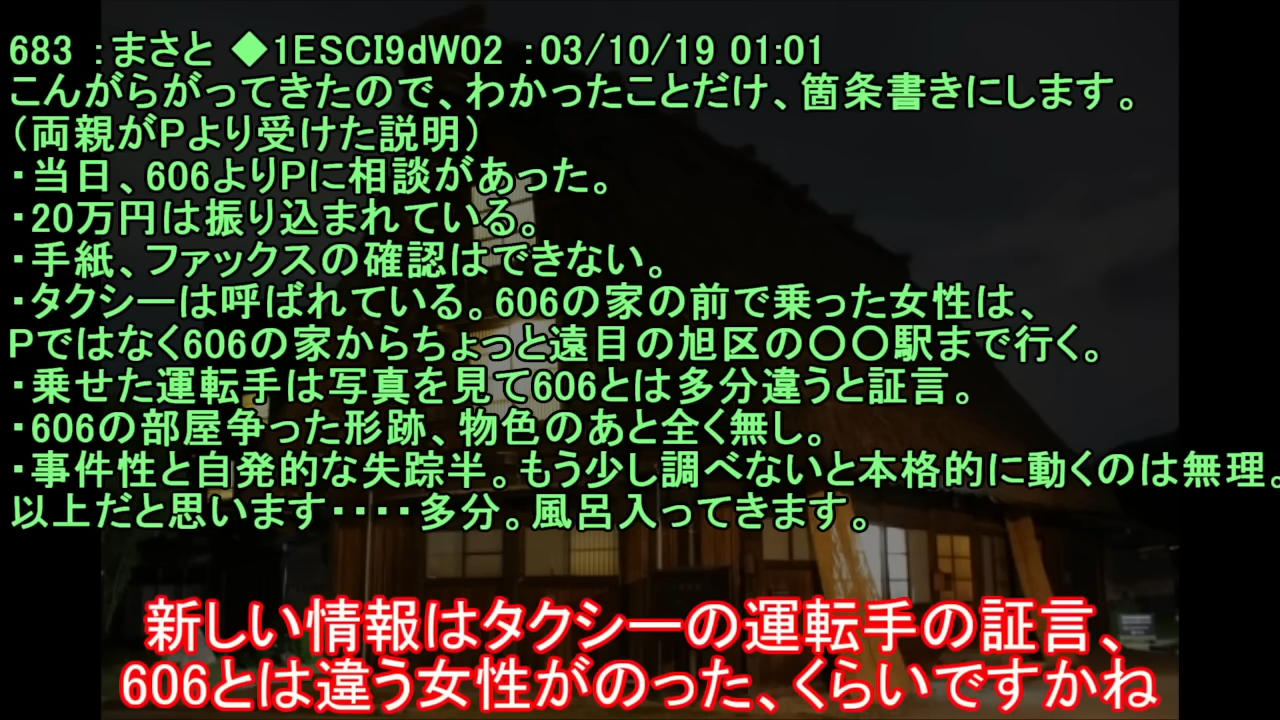 683 ：まさと ◆1ESCI9dW02 ：03/10/19 01:01
こんがらがってきたので、わかったことだけ、箇条書きにします。
（両親がＰより受けた説明）
・当日、606よりＰに相談があった。
・20万円は振り込まれている。
・手紙、ファックスの確認はできない。
・タクシーは呼ばれている。606の家の前で乗った女性は、
Ｐではなく606の家からちょっと遠目の旭区の〇〇駅まで行く。
・乗せた運転手は写真を見て606とは多分違うと証言。
・606の部屋争った形跡、物色のあと全く無し。
・事件性と自発的な失踪半。もう少し調べないと本格的に動くのは無理。
以上だと思います・・・・多分。風呂入ってきます。
新しい情報はタクシーの運転手の証言、
606とは違う女性がのった、くらいですかね